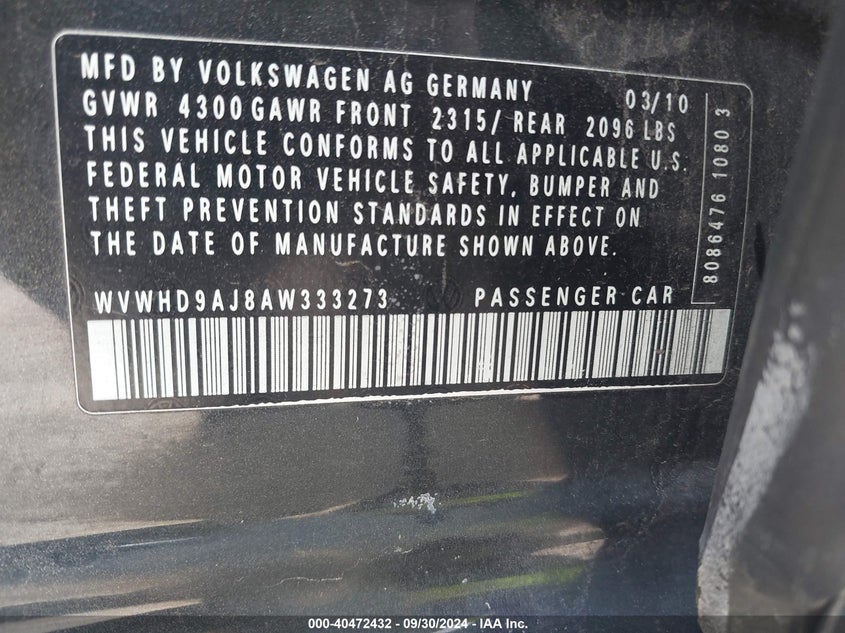 MFD BY VOLKSWAGEN AG GERMANY 03/10
GVWR 4300 GAWR FRONT 2315/ REAR 2096 LBS
THIS VEHICLE CONFORMS TO ALL APPLICABLE U.S.
FEDERAL MOTOR VEHICLE SAFETY, BUMPER AND
THEFT PREVENTION STANDARDS IN EFFECT ON
THE DATE OF MANUFACTURE SHOWN ABOVE.
WVWHD9AJ8AW333273 PASSENGER CAR
8086476 1080 3
000-40472432 - 09/30/2024 - IAA Inc.